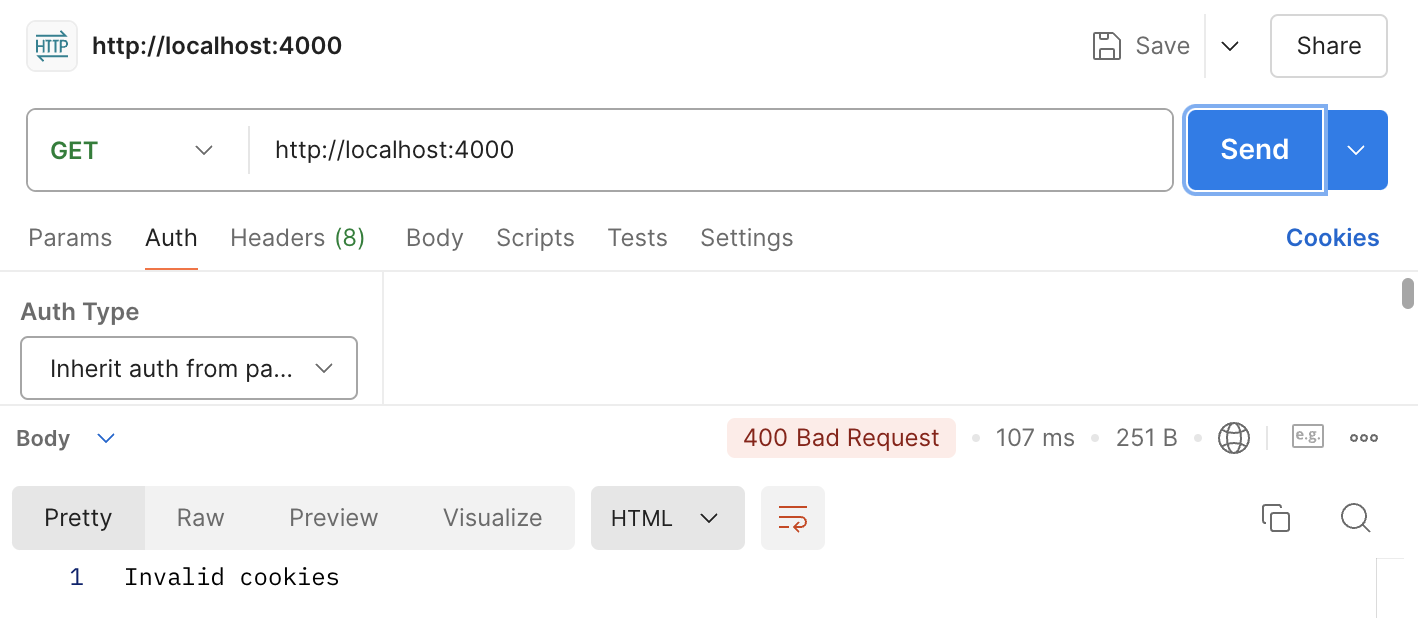 HTTP http://localhost:4000 Save Share
GET http://localhost:4000 Send
Params Auth Headers (8) Body Scripts Tests Settings Cookies
Auth Type
Inherit auth from pa...
Body 400 Bad Request 107 ms 251 B e.g.
Pretty Raw Preview Visualize HTML
1 Invalid cookies